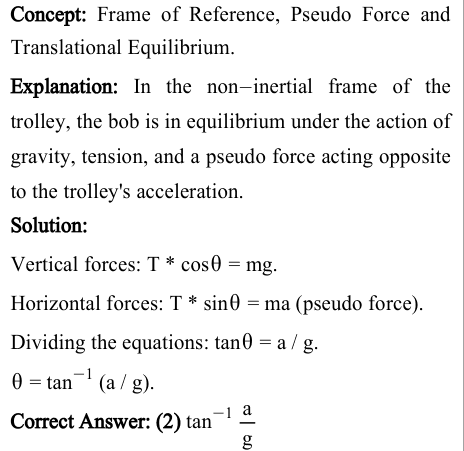 Concept: Frame of Reference, Pseudo Force and
Translational Equilibrium.
Explanation: In the non−inertial frame of the
trolley, the bob is in equilibrium under the action of
gravity, tension, and a pseudo force acting opposite
to the trolley's acceleration.
Solution:
Vertical forces: T * cosθ = mg.
Horizontal forces: T * sinθ = ma (pseudo force).
Dividing the equations: tanθ = a / g.
θ = tan⁻¹ (a / g).
Correct Answer: (2) tan⁻¹ a/g